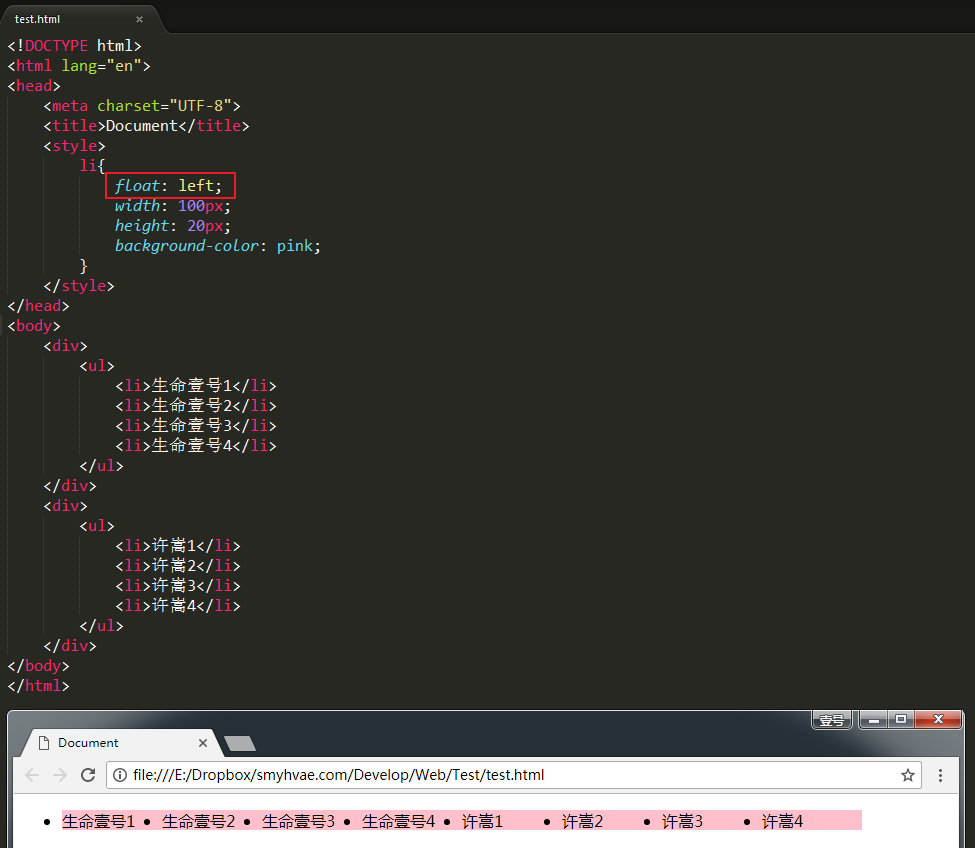 test.html
<!DOCTYPE html>
<html lang="en">
<head>
<meta charset="UTF-8">
<title>Document</title>
<style>
li{
float: left;
width: 100px;
height: 20px;
background-color: pink;
}
</style>
</head>
<body>
<div>
<ul>
<li>生命壹号1</li>
<li>生命壹号2</li>
<li>生命壹号3</li>
<li>生命壹号4</li>
</ul>
</div>
<div>
<ul>
<li>许嵩1</li>
<li>许嵩2</li>
<li>许嵩3</li>
<li>许嵩4</li>
</ul>
</div>
</body>
</html>
壹号
Document
file:///E:/Dropbox/smyhvae.com/Develop/Web/Test/test.html
• 生命壹号1 • 生命壹号2 • 生命壹号3 • 生命壹号4 • 许嵩1 • 许嵩2 • 许嵩3 • 许嵩4